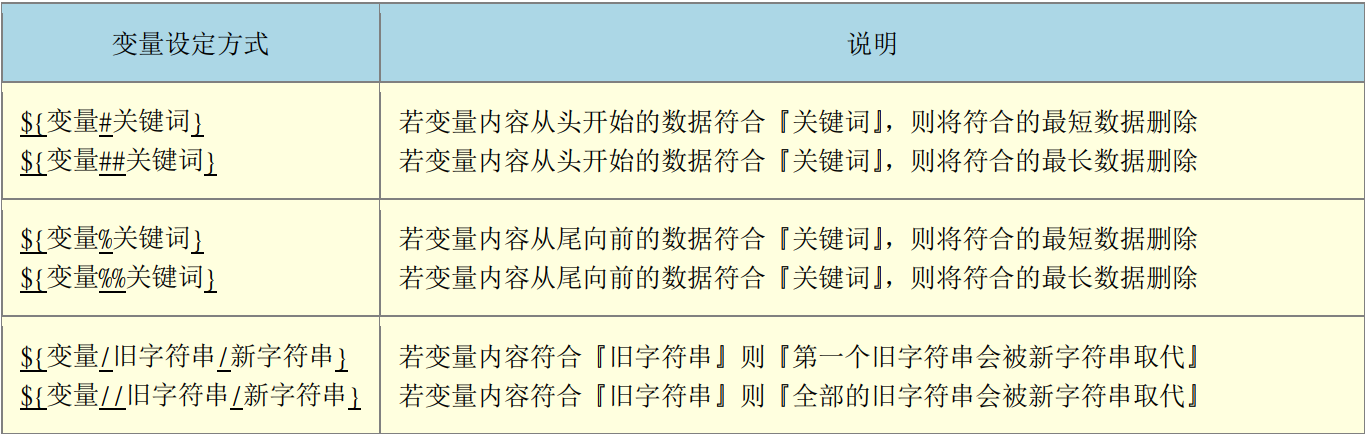 变量设定方式
说明
${变量#关键词}
若变量内容从头开始的数据符合『关键词』，则将符合的最短数据删除
${变量##关键词}
若变量内容从头开始的数据符合『关键词』，则将符合的最长数据删除
${变量%关键词}
若变量内容从尾向前的数据符合『关键词』，则将符合的最短数据删除
${变量%%关键词}
若变量内容从尾向前的数据符合『关键词』，则将符合的最长数据删除
${变量/旧字符串/新字符串}
若变量内容符合『旧字符串』则『第一个旧字符串会被新字符串取代』
${变量//旧字符串/新字符串}
若变量内容符合『旧字符串』则『全部的旧字符串会被新字符串取代』